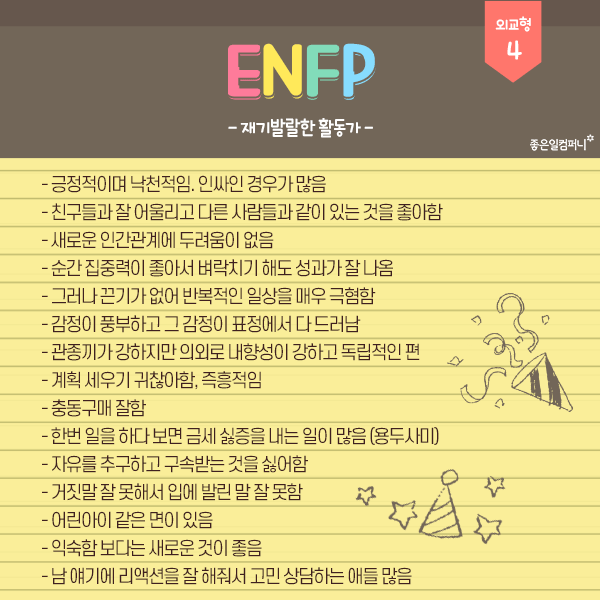 외교형
4
ENFP
- 재기발랄한 활동가 -
좋은일컴퍼니
- 긍정적이며 낙천적임. 인싸인 경우가 많음
- 친구들과 잘 어울리고 다른 사람들과 같이 있는 것을 좋아함
- 새로운 인간관계에 두려움이 없음
- 순간 집중력이 좋아서 벼락치기 해도 성과가 잘 나옴
- 그러나 끈기가 없어 반복적인 일상을 매우 극혐함
- 감정이 풍부하고 그 감정이 표정에서 다 드러남
- 관종끼가 강하지만 의외로 내향성이 강하고 독립적인 편
- 계획 세우기 귀찮아함, 즉흥적임
- 충동구매 잘함
- 한번 일을 하다 보면 금세 싫증을 내는 일이 많음 (용두사미)
- 자유를 추구하고 구속받는 것을 싫어함
- 거짓말 잘 못해서 입에 발린 말 잘 못함
- 어린아이 같은 면이 있음
- 익숙함 보다는 새로운 것이 좋음
- 남 얘기에 리액션을 잘 해줘서 고민 상담하는 애들 많음